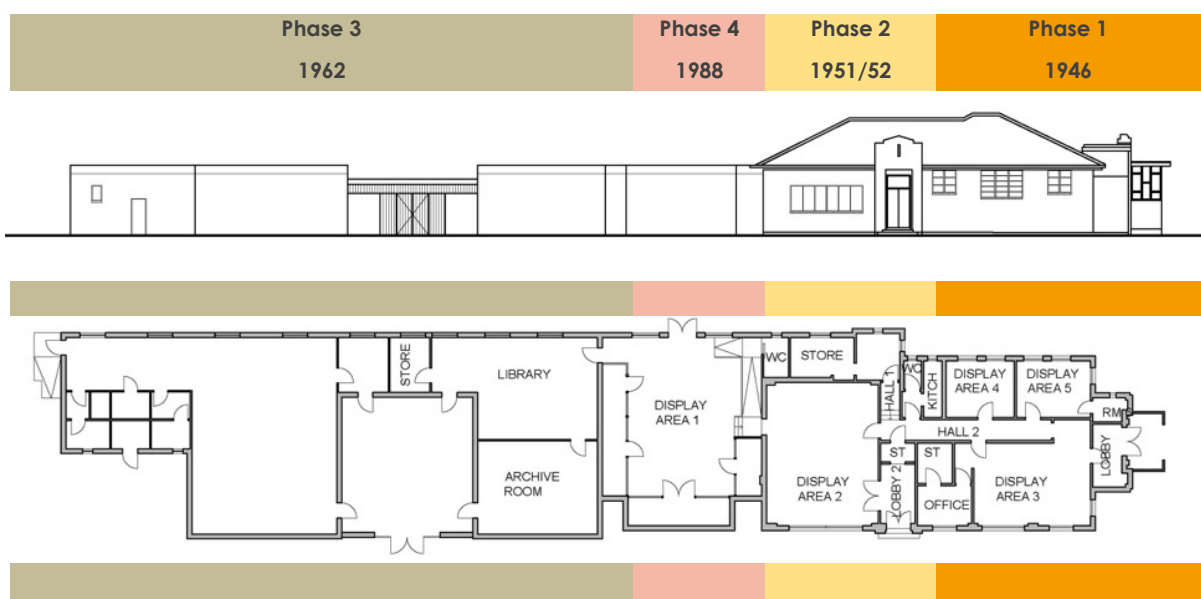 Phase 3
1962
Phase 4
1988
Phase 2
1951/52
Phase 1
1946
STORE
LIBRARY
ARCHIVE
ROOM
DISPLAY
AREA 1
WC
STORE
DISPLAY
AREA 2
HALL 1
WC
KITCH
DISPLAY
AREA 4
DISPLAY
AREA 5
RM
HALL 2
LOBBY
ST
ST
LOBBY 2
OFFICE
DISPLAY
AREA 3